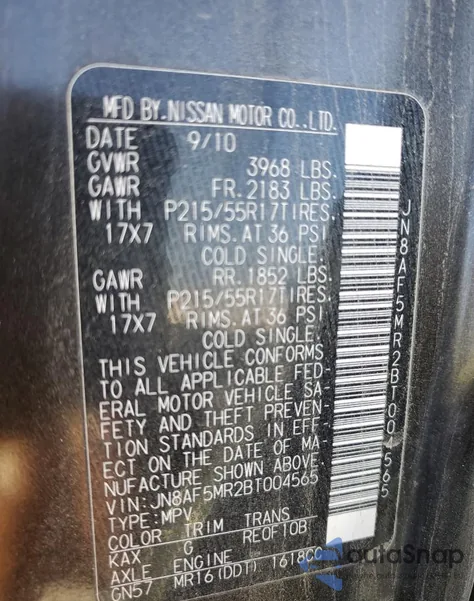 MFD BY.NISSAN MOTOR CO.,LTD.
DATE 9/10
GVWR 3968 LBS.
GAWR FR.2183 LBS.
WITH P215/55R17TIRES,
17X7 RIMS.AT 36 PSI
COLD SINGLE.
GAWR RR.1852 LBS.
WITH P215/55R17TIRES,
17X7 RIMS.AT 36 PSI
COLD SINGLE.
THIS VEHICLE CONFORMS
TO ALL APPLICABLE FED-
ERAL MOTOR VEHICLE SA-
FETY AND THEFT PREVEN-
TION STANDARDS IN EFF-
ECT ON THE DATE OF MA-
NUFACTURE SHOWN ABOVE.
VIN:JN8AF5MR2BT004565
TYPE:MPV
COLOR TRIM TRANS
KAX G RE0F10B
AXLE ENGINE
GN57 MR16(DDT) 1618CC
JN8AF5MR2BT004565
autoSnap